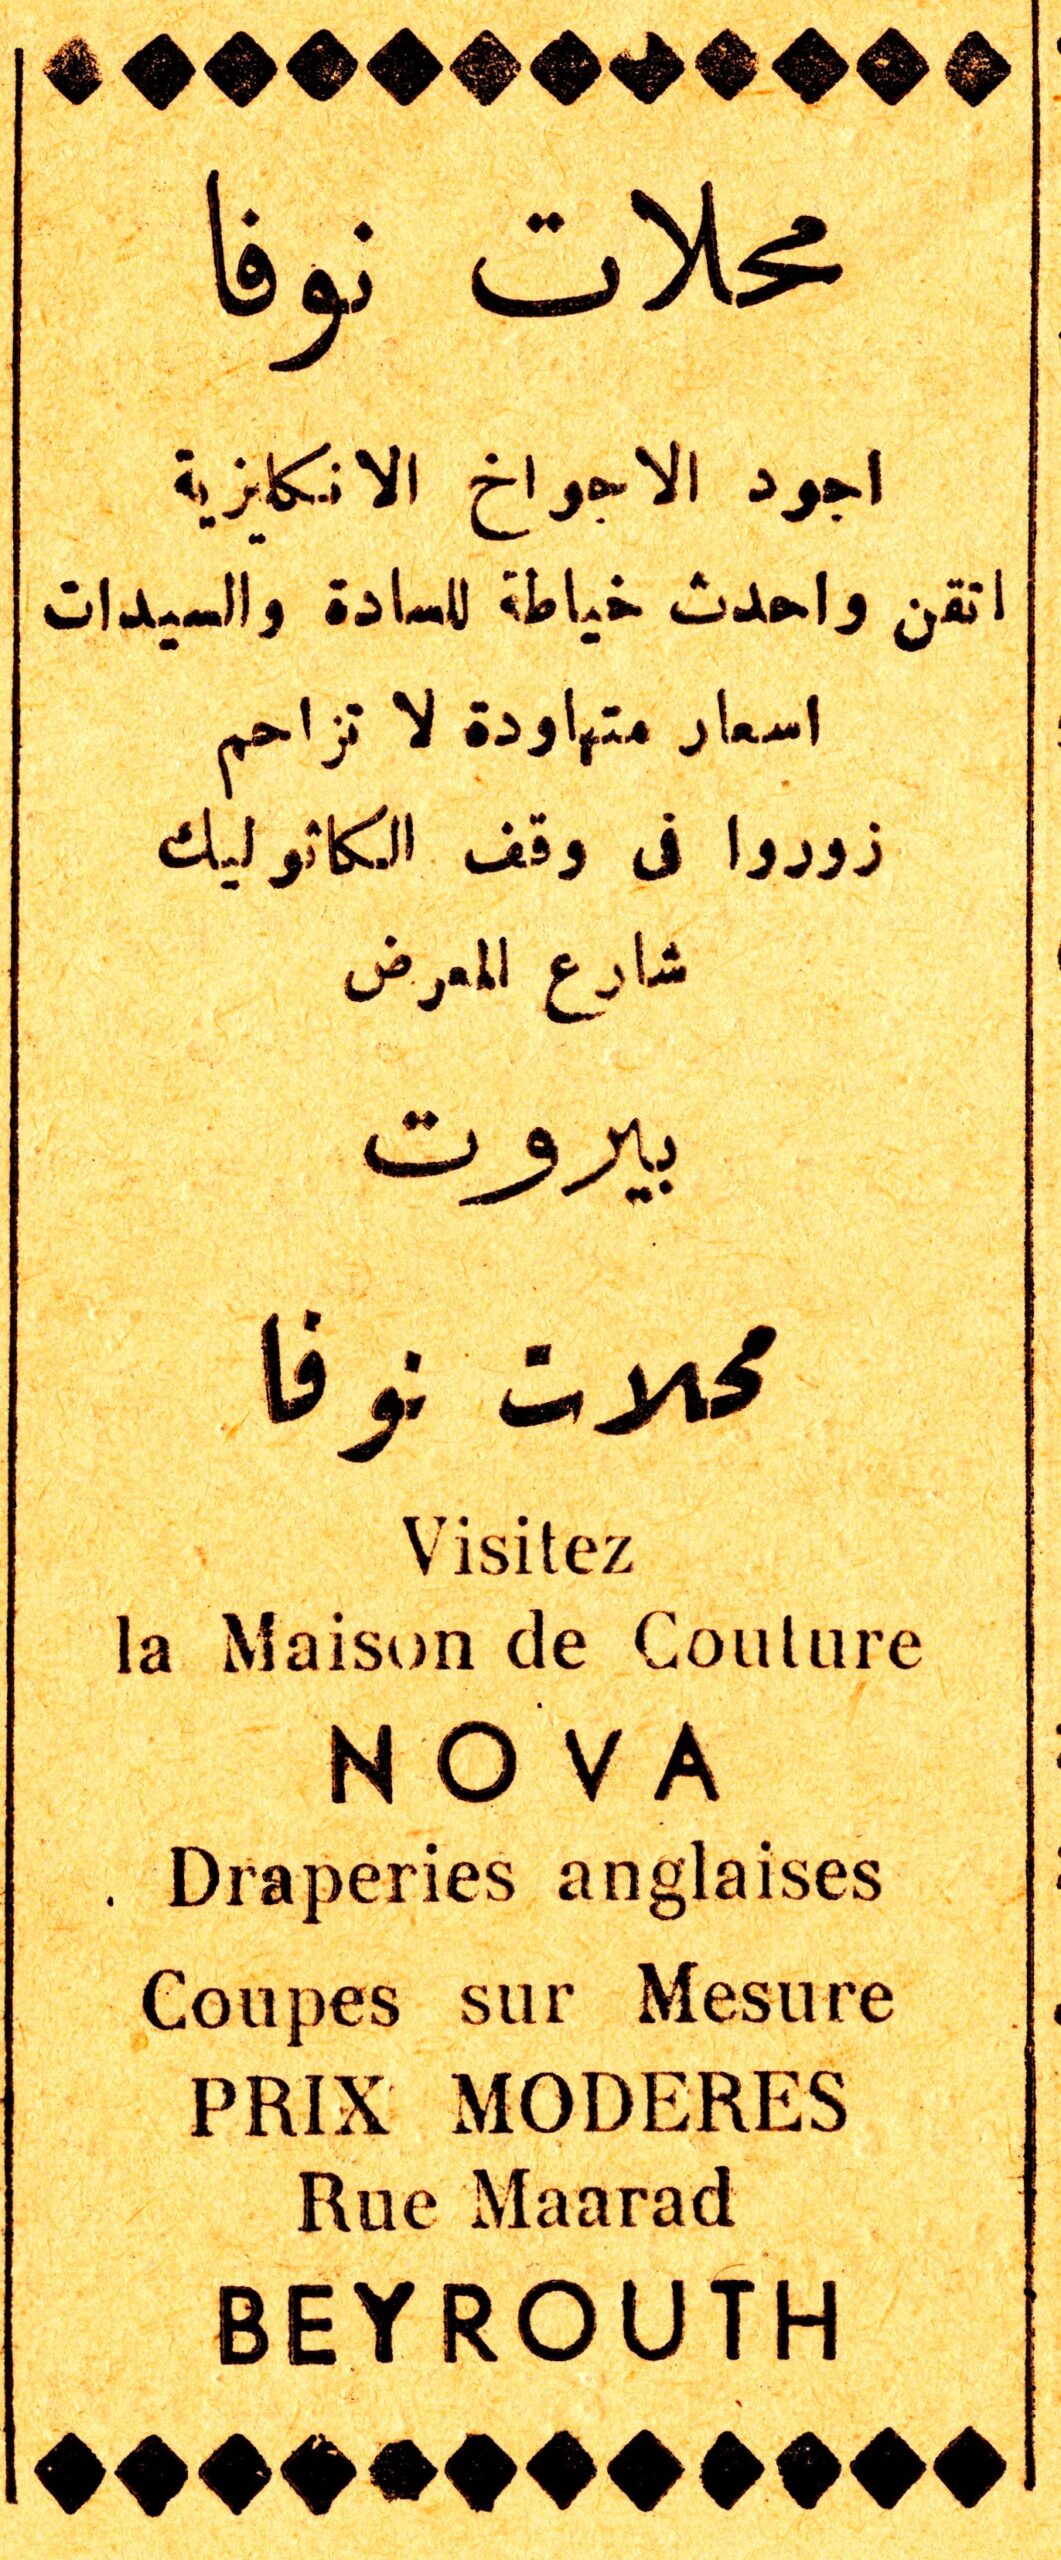 محلات نوفا
اجود الاجواخ الانكليزية
اتقن واحدث خياطة للسادة والسيدات
اسعار متهاودة لا تزاحم
زوروا فى وقف الكاثوليك
شارع المعرض
بيروت
محلات نوفا
Visitez
la Maison de Couture
NOVA
Draperies anglaises
Coupes sur Mesure
PRIX MODERES
Rue Maarad
BEYROUTH